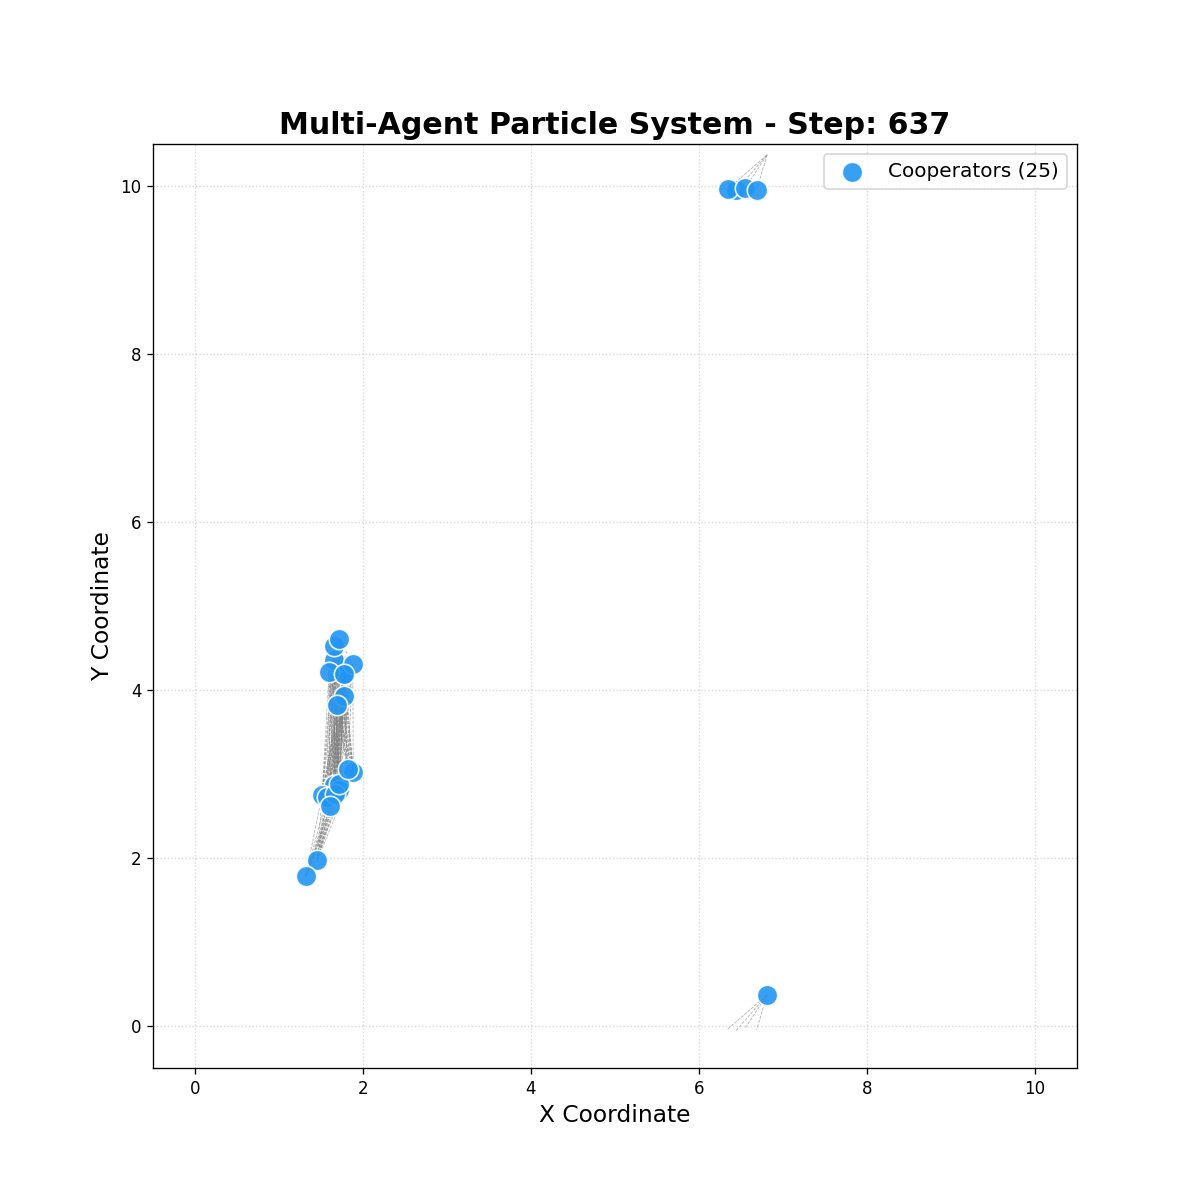 Multi-Agent Particle System - Step: 637
Cooperators (25)
10
8
6
4
2
0
Y Coordinate
0 2 4 6 8 10
X Coordinate